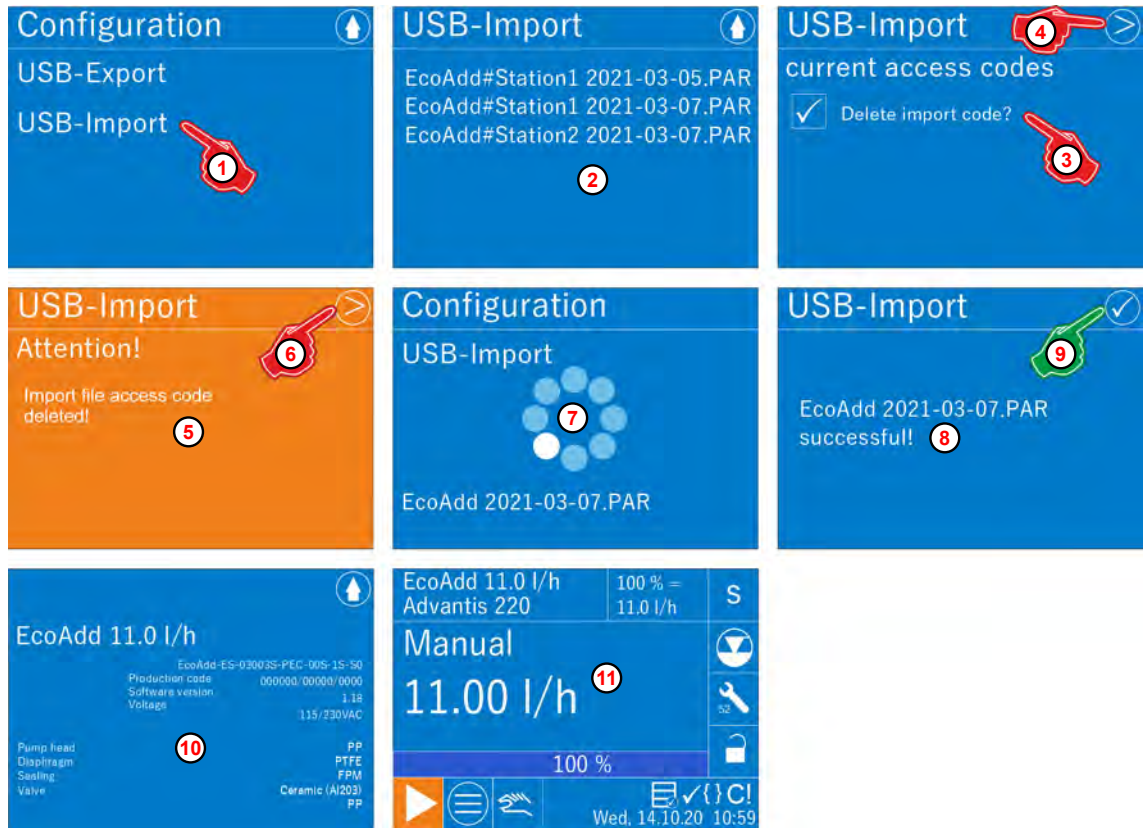 Configuration
USB-Export
USB-Import
1
USB-Import
EcoAdd#Station1 2021-03-05.PAR
EcoAdd#Station1 2021-03-07.PAR
EcoAdd#Station2 2021-03-07.PAR
2
USB-Import
4
current access codes
Delete import code?
3
USB-Import
Attention!
6
Import file access code
deleted!
5
Configuration
USB-Import
7
EcoAdd 2021-03-07.PAR
USB-Import
9
EcoAdd 2021-03-07.PAR
successful! 8
EcoAdd 11.0 l/h
EcoAdd-ES-03003S-PEC-00S-1S-S0
Production code 000000/00000/0000
Software version 1.18
Voltage
115/230VAC
10
Pump head PP
Diaphragm PTFE
Sealing FPM
Valve Ceramic (Al203)
PP
EcoAdd 11.0 l/h 100 % =
Advantis 220 11.0 l/h
S
Manual
11.00 l/h 11
52
100 %
{} C!
Wed, 14.10.20 10:59